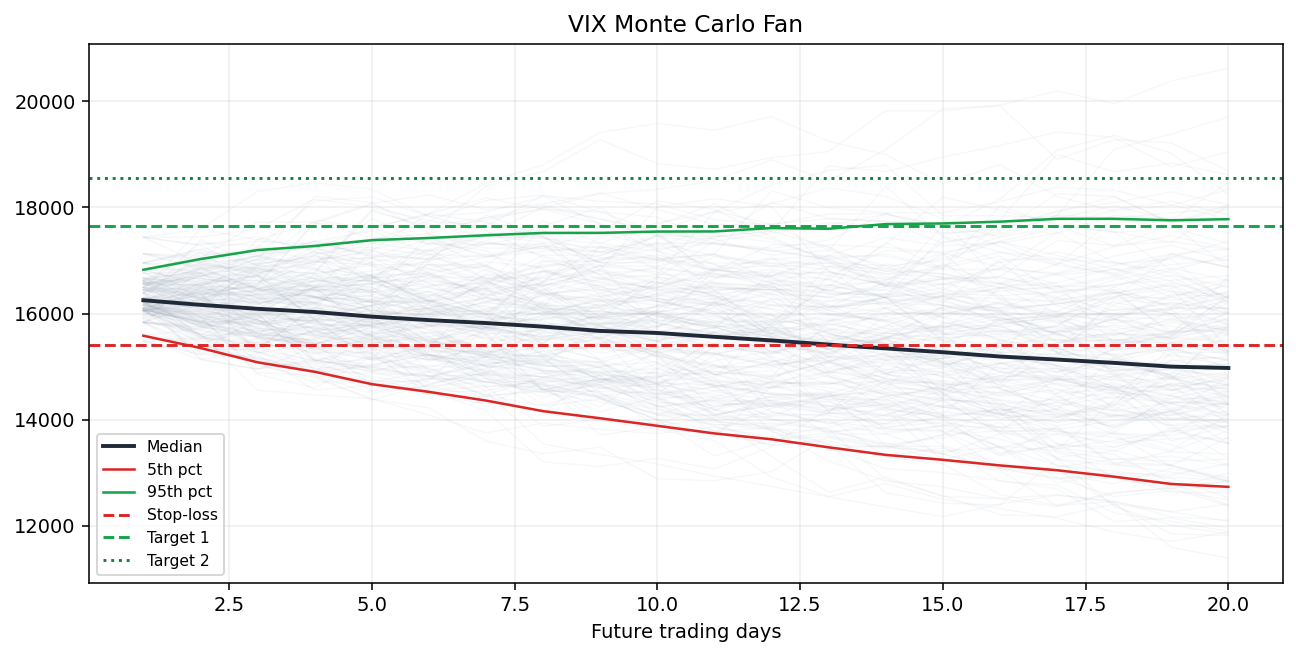 VIX Monte Carlo Fan
20000
18000
16000
14000
12000
Median
5th pct
95th pct
Stop-loss
Target 1
Target 2
2.5 5.0 7.5 10.0 12.5 15.0 17.5 20.0
Future trading days